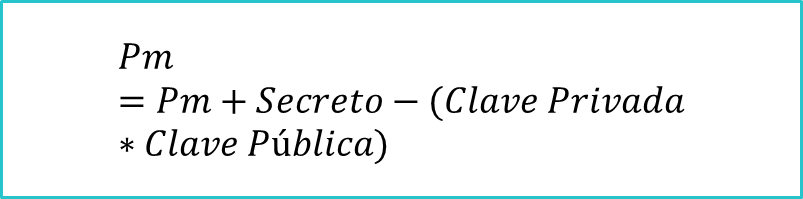 Pm
= Pm + Secreto − (Clave Privada
∗ Clave Pública)